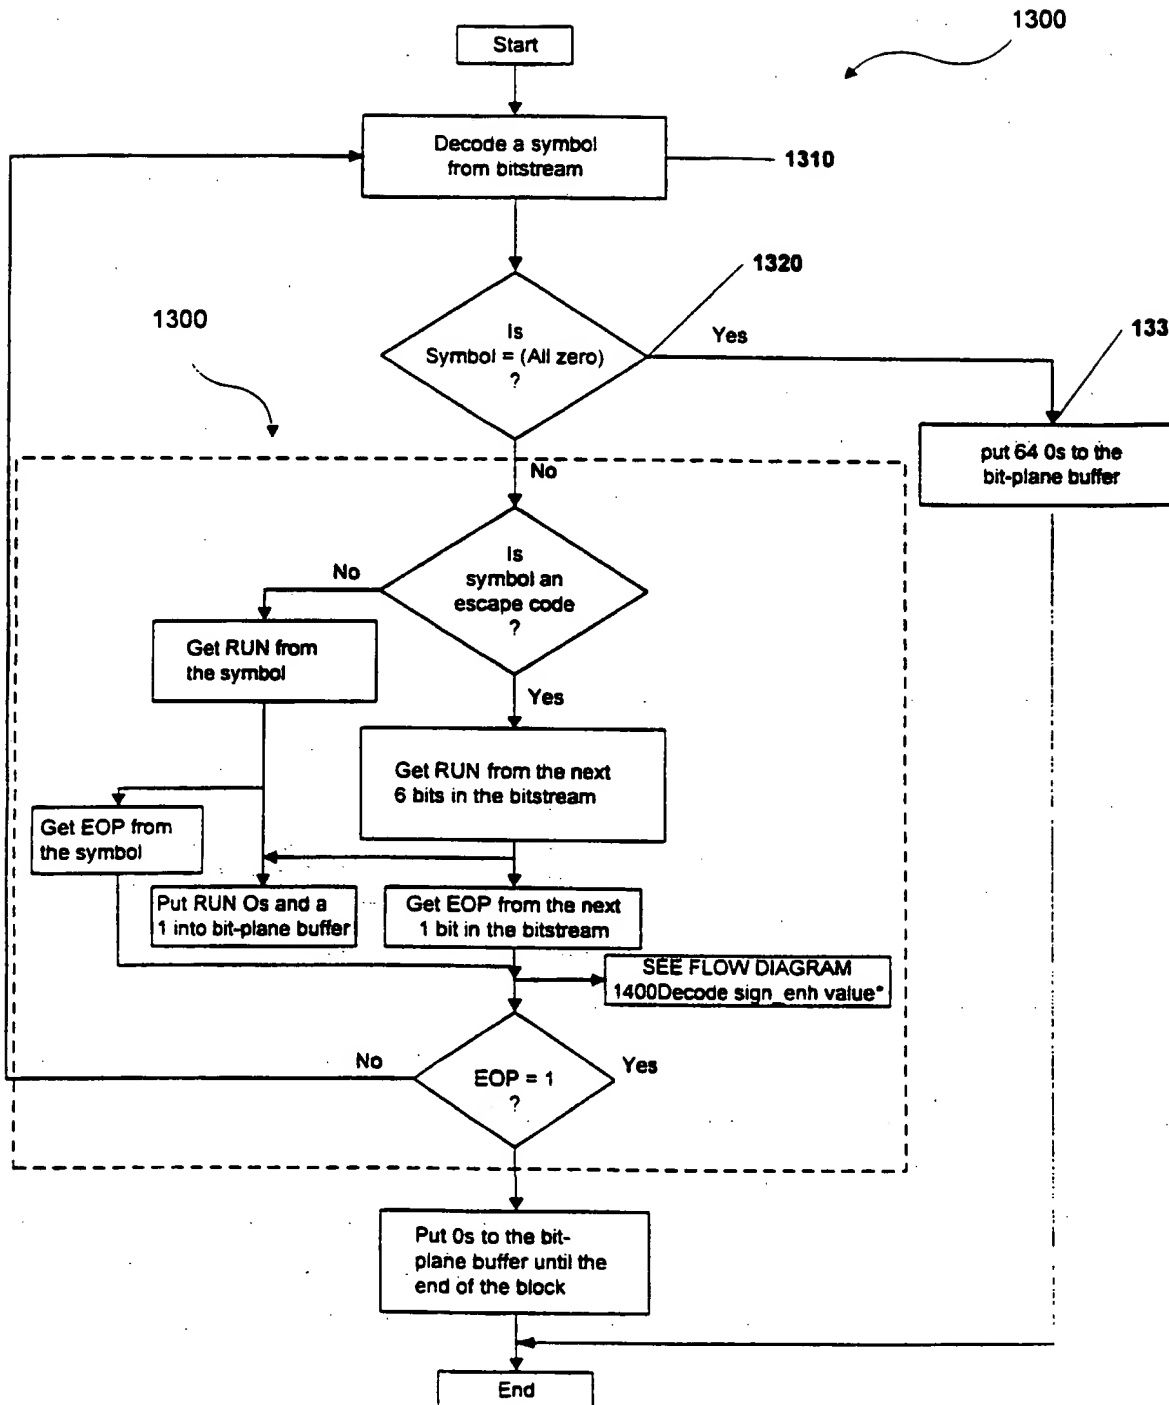 1300
Start
Decode a symbol
from bitstream
1310
1320
Is
Symbol = (All zero)
?
Yes
133
1300
put 64 0s to the
bit-plane buffer
No
Is
symbol an
escape code
?
No
Get RUN from
the symbol
Yes
Get RUN from the next
6 bits in the bitstream
Get EOP from
the symbol
Put RUN 0s and a
1 into bit-plane buffer
Get EOP from the next
1 bit in the bitstream
SEE FLOW DIAGRAM
1400Decode sign_enh value*
No
EOP = 1
?
Yes
Put 0s to the bit-
plane buffer until the
end of the block
End